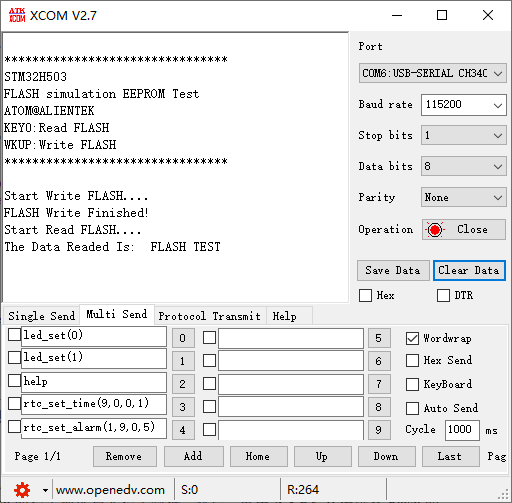 ATK XCOM XCOM V2.7
*******************************
STM32H503
FLASH simulation EEPROM Test
ATOM@ALIENTEK
KEY0:Read FLASH
WKUP:Write FLASH
*******************************
Start Write FLASH....
FLASH Write Finished!
Start Read FLASH....
The Data Readed Is:  FLASH TEST
Port
COM6:USB-SERIAL CH340
Baud rate 115200
Stop bits 1
Data bits 8
Parity None
Operation Close
Save Data Clear Data
Hex DTR
Single Send Multi Send Protocol Transmit Help
led_set(0) 0 5 Wordwrap
led_set(1) 1 6 Hex Send
help 2 7 KeyBoard
rtc_set_time(9,0,0,1) 3 8 Auto Send
rtc_set_alarm(1,9,0,5) 4 9 Cycle 1000 ms
Page 1/1 Remove Add Home Up Down Last Pag
www.openedv.com S:0 R:264